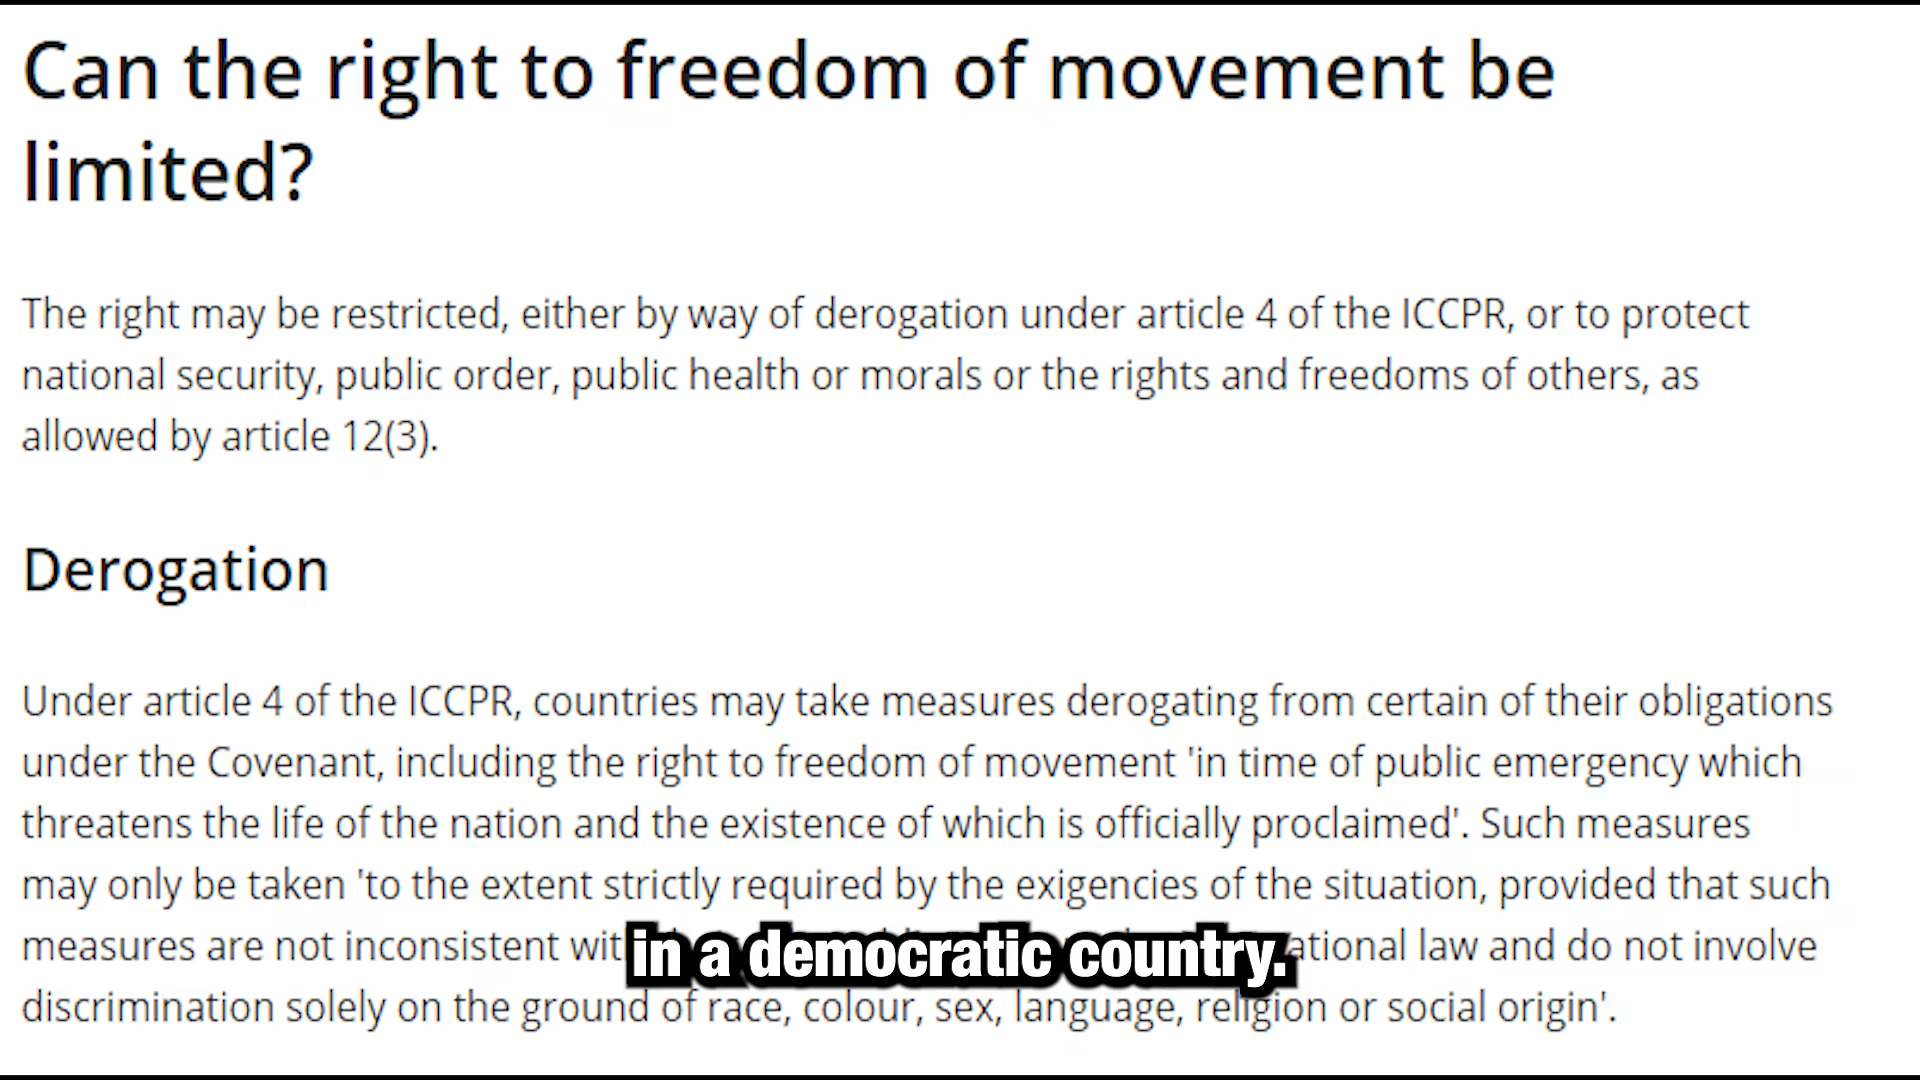 Can the right to freedom of movement be
limited?
The right may be restricted, either by way of derogation under article 4 of the ICCPR, or to protect
national security, public order, public health or morals or the rights and freedoms of others, as
allowed by article 12(3).
Derogation
Under article 4 of the ICCPR, countries may take measures derogating from certain of their obligations
under the Covenant, including the right to freedom of movement 'in time of public emergency which
threatens the life of the nation and the existence of which is officially proclaimed'. Such measures
may only be taken 'to the extent strictly required by the exigencies of the situation, provided that such
measures are not inconsistent law and do not involve
in a democratic country.
discrimination solely on the ground of race, colour, sex, language, religion or social origin'.